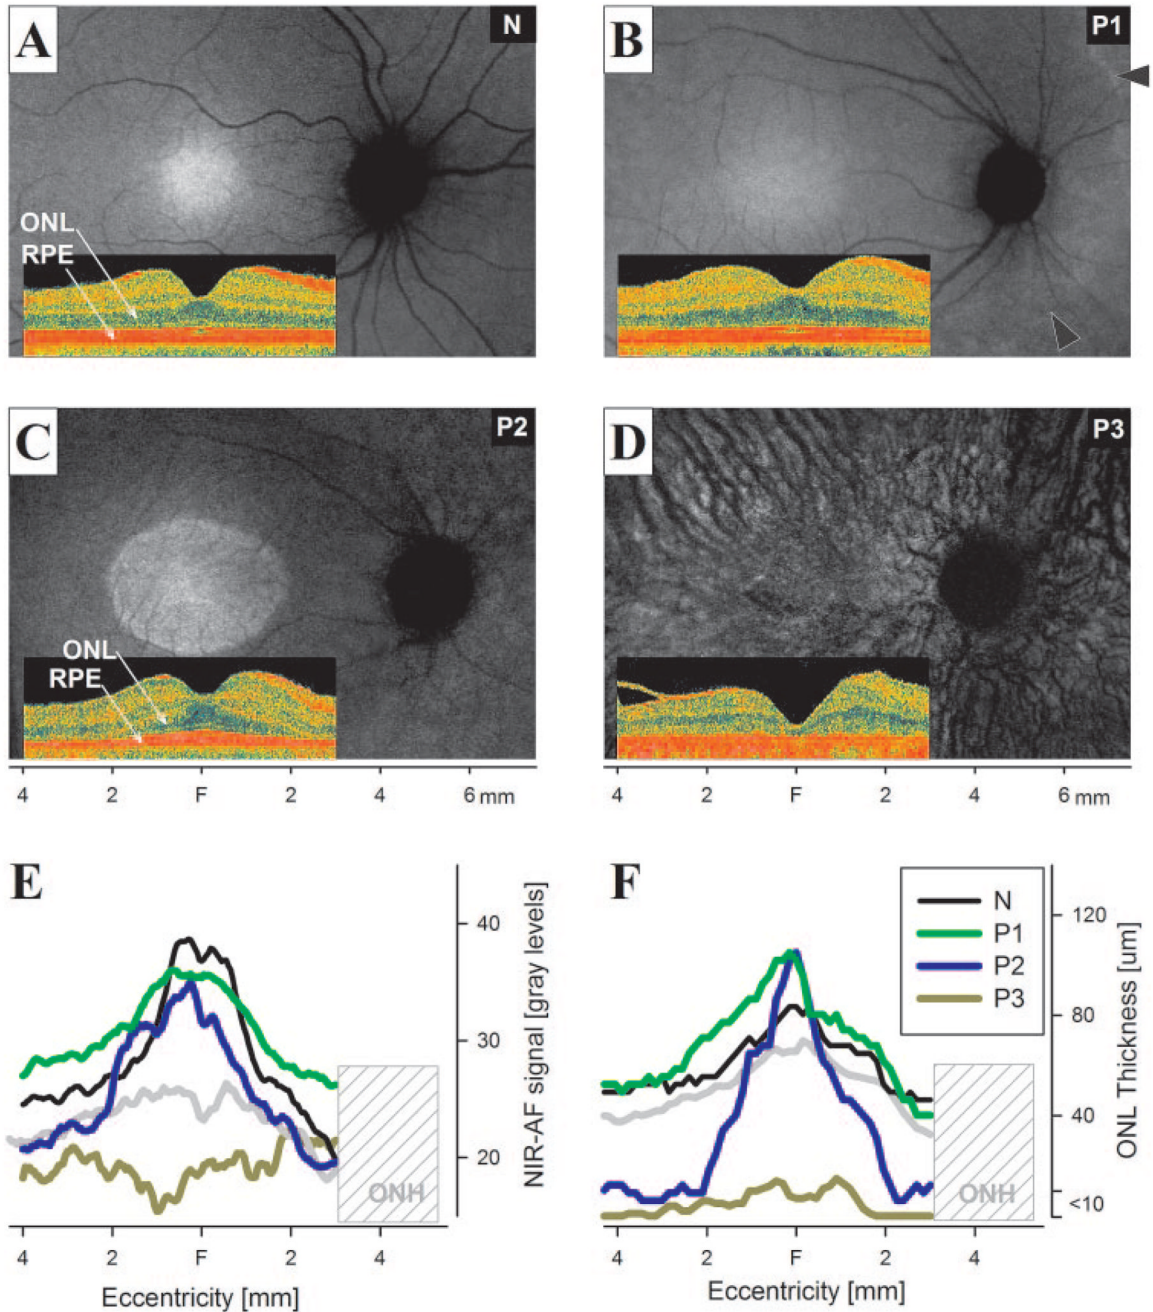 A
N
ONL
RPE
B
P1
C
P2
ONL
RPE
D
P3
4 2 F 2 4 6 mm
4 2 F 2 4 6 mm
E
40
30
20
NIR-AF signal [gray levels]
ONH
4 2 F 2 4
Eccentricity [mm]
F
N
P1
P2
P3
120
80
40
<10
ONL Thickness [um]
ONH
4 2 F 2 4
Eccentricity [mm]